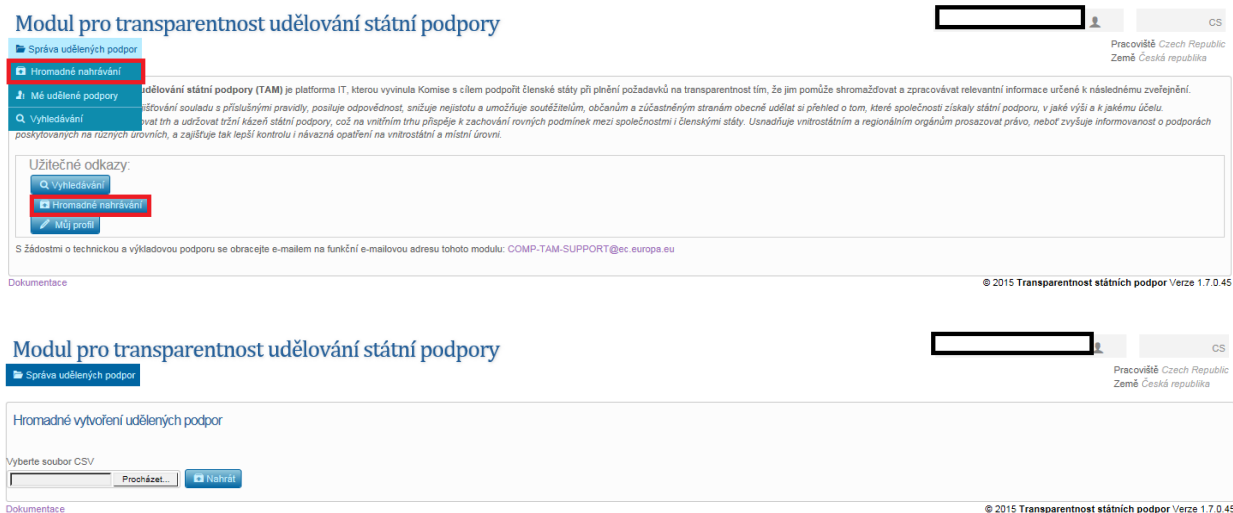 Modul pro transparentnost udělování státní podpory
CS
Správa udělených podpor
Pracoviště Czech Republic
Země Česká republika
Hromadné nahrávání
Mé udělené podpory
Vyhledávání
udělování státní podpory (TAM) je platforma IT, kterou vyvinula Komise s cílem podpořit členské státy při plnění požadavků na transparentnost tím, že jim pomůže shromažďovat a zpracovávat relevantní informace určené k následnému zveřejnění.
jišťování souladu s příslušnými pravidly, posiluje odpovědnost, snižuje nejistotu a umožňuje soutěžitelům, občanům a zúčastněným stranám obecně udělat si přehled o tom, které společnosti získaly státní podporu, v jaké výši a k jakému účelu.
ovat trh a udržovat tržní kázeň státní podpory, což na vnitřním trhu přispěje k zachování rovných podmínek mezi společnostmi i členskými státy. Usnadňuje vnitrostátním a regionálním orgánům prosazovat právo, neboť zvyšuje informovanost o podporách
poskytovaných na různých úrovních, a zajišťuje tak lepší kontrolu i návazná opatření na vnitrostátní a místní úrovni.
Užitečné odkazy:
Vyhledávání
Hromadné nahrávání
Můj profil
S žádostmi o technickou a výkladovou podporu se obracejte e-mailem na funkční e-mailovou adresu tohoto modulu: COMP-TAM-SUPPORT@ec.europa.eu
Dokumentace
© 2015 Transparentnost státních podpor Verze 1.7.0.45
Modul pro transparentnost udělování státní podpory
CS
Správa udělených podpor
Pracoviště Czech Republic
Země Česká republika
Hromadné vytvoření udělených podpor
Vyberte soubor CSV
Procházet... Nahrát
Dokumentace
© 2015 Transparentnost státních podpor Verze 1.7.0.45